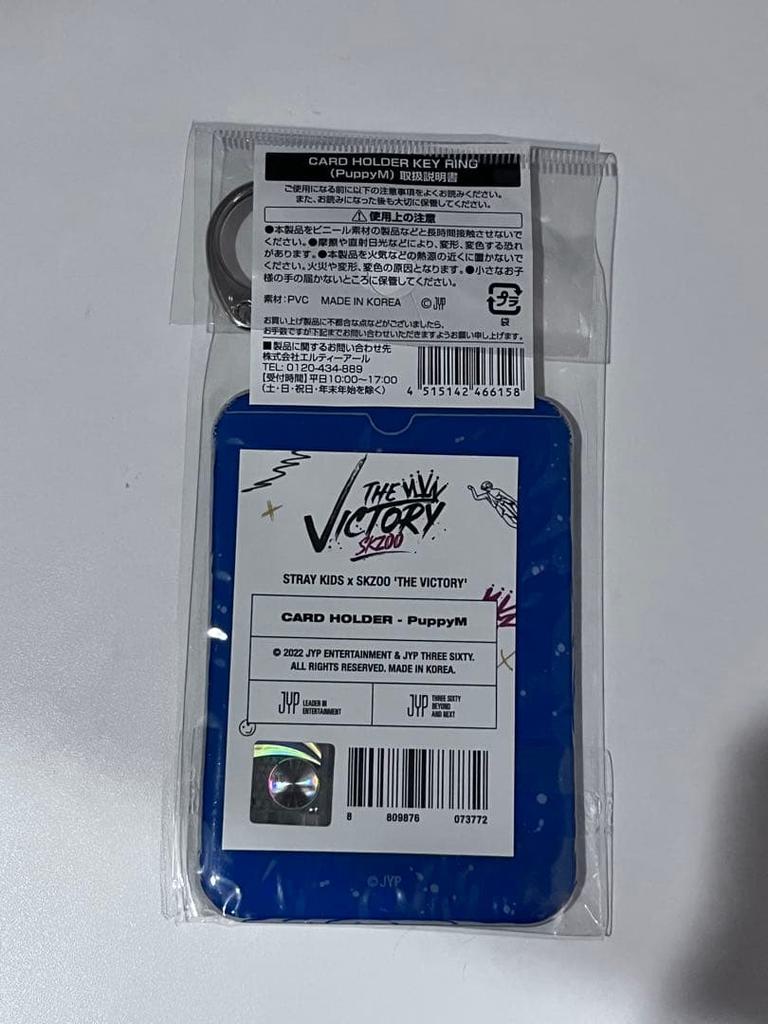 CARD HOLDER KEY RING
(PuppyM) 取扱説明書
ご使用になる前に以下の注意事項をよくお読みください。
また、お読みになった後も大切に保管してください。
⚠使用上の注意
●本製品をビニール素材の製品などと長時間接触させないで
ください。●摩擦や直射日光などにより、変形、変色する恐れ
があります。●本製品を火気などの熱源の近くに置かないで
ください。火災や変形、変色の原因となります。●小さなお子
様の手の届かないところに保管してください。
素材:PVC MADE IN KOREA ©JYP
プラ
袋
お買い上げ製品に不都合な点などがございましたら、
お手数ですが下記までお問い合わせいただきますようお願い申し上げます。
■製品に関するお問い合わせ先
株式会社エルティーアール
TEL: 0120-434-889
【受付時間】平日10:00~17:00
(土・日・祝日・年末年始を除く)
4 515142 466158
THE
VICTORY
SKZOO
STRAY KIDS x SKZOO 'THE VICTORY'
CARD HOLDER - PuppyM
© 2022 JYP ENTERTAINMENT & JYP THREE SIXTY.
ALL RIGHTS RESERVED. MADE IN KOREA.
JYP LEADER IN ENTERTAINMENT
JYP THREE SIXTY BEYOND AND NEXT
8 809876 073772
©JYP